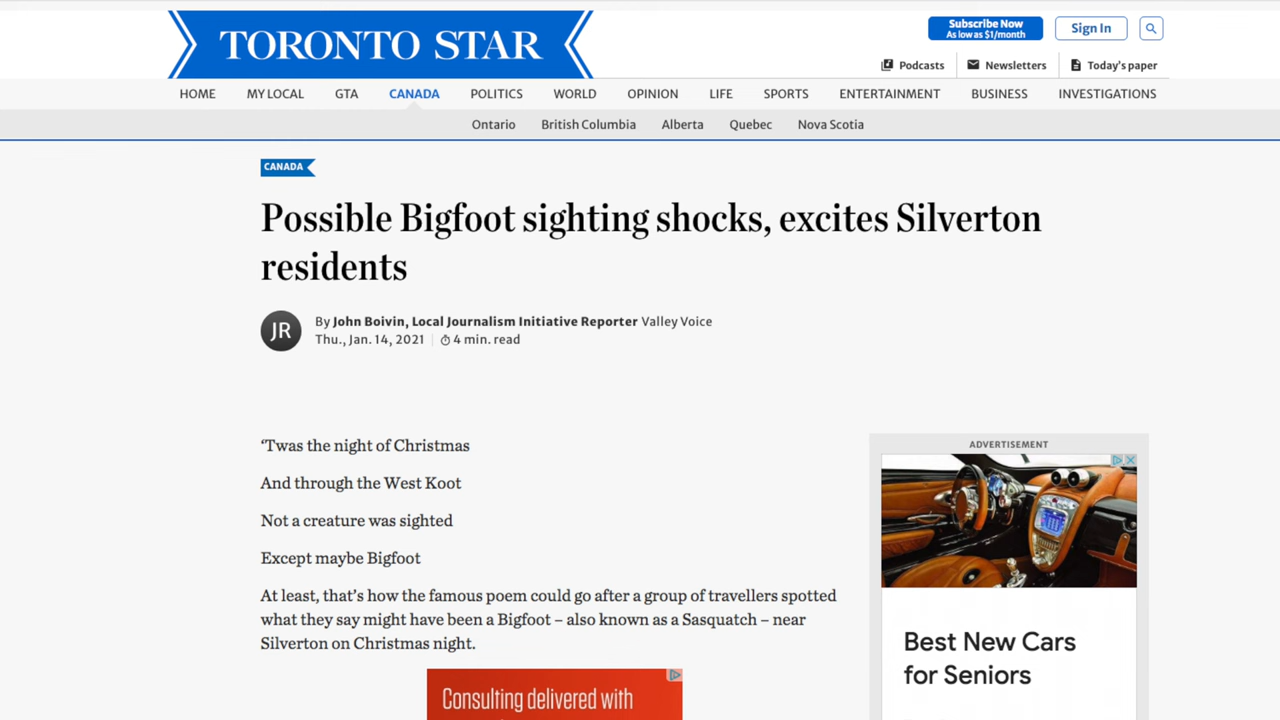 TORONTO STAR
Subscribe Now
As low as $1/month
Sign In
Podcasts
Newsletters
Today's paper
HOME MY LOCAL GTA CANADA POLITICS WORLD OPINION LIFE SPORTS ENTERTAINMENT BUSINESS INVESTIGATIONS
Ontario British Columbia Alberta Quebec Nova Scotia
CANADA
Possible Bigfoot sighting shocks, excites Silverton
residents
JR
By John Boivin, Local Journalism Initiative Reporter Valley Voice
Thu., Jan. 14, 2021 4 min. read
‘Twas the night of Christmas
And through the West Koot
Not a creature was sighted
Except maybe Bigfoot
At least, that’s how the famous poem could go after a group of travellers spotted
what they say might have been a Bigfoot – also known as a Sasquatch – near
Silverton on Christmas night.
ADVERTISEMENT
Best New Cars
for Seniors
Consulting delivered with